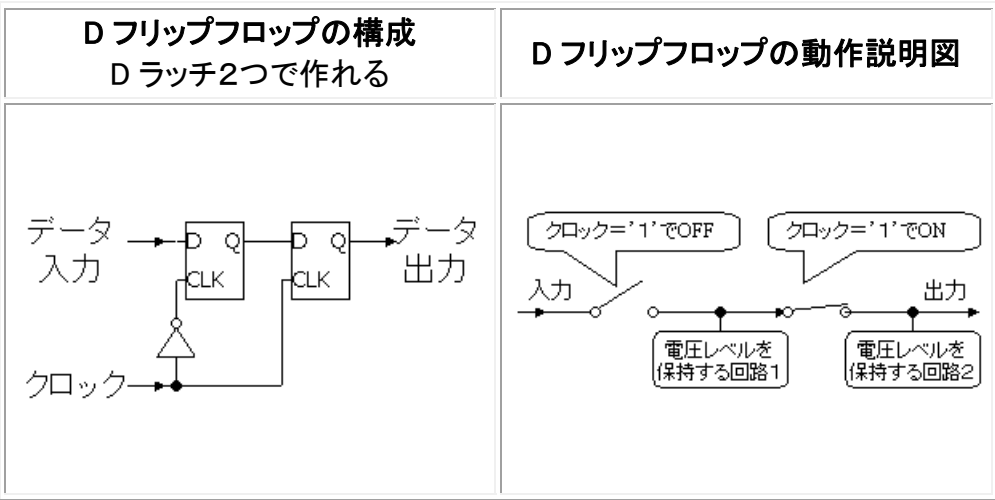 D フリップフロップの構成
D ラッチ2つで作れる
D フリップフロップの動作説明図
データ
入力
D Q
CLK
D Q
CLK
データ
出力
クロック
クロック='1'でOFF
クロック='1'でON
入力
出力
電圧レベルを
保持する回路1
電圧レベルを
保持する回路2